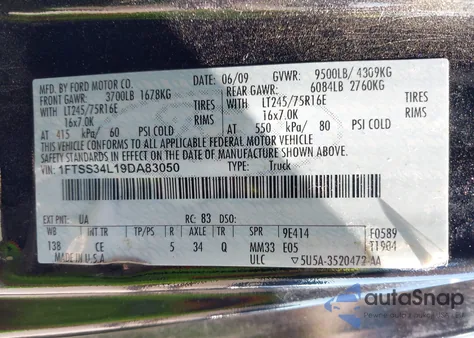 MFD. BY FORD MOTOR CO.
DATE: 06/09 GVWR: 9500LB/ 4309KG
FRONT GAWR: 3700LB 1678KG REAR GAWR: 6084LB 2760KG
WITH LT245/75R16E TIRES WITH LT245/75R16E TIRES
16x7.0K RIMS 16x7.0K RIMS
AT 415 kPa/ 60 PSI COLD AT 550 kPa/ 80 PSI COLD
THIS VEHICLE CONFORMS TO ALL APPLICABLE FEDERAL MOTOR VEHICLE
SAFETY STANDARDS IN EFFECT ON THE DATE OF MANUFACTURE SHOWN ABOVE.
VIN: 1FTSS34L19DA83050 TYPE: Truck
EXT PNT: UA RC: 83 DSO:
WB INT TR TP/PS R AXLE TR SPR 9E414 F0589
138 CE 5 34 Q MM33 E05 T1904
MADE IN U.S.A. ULC ▽5U5A-3520472-AA
autoSnap